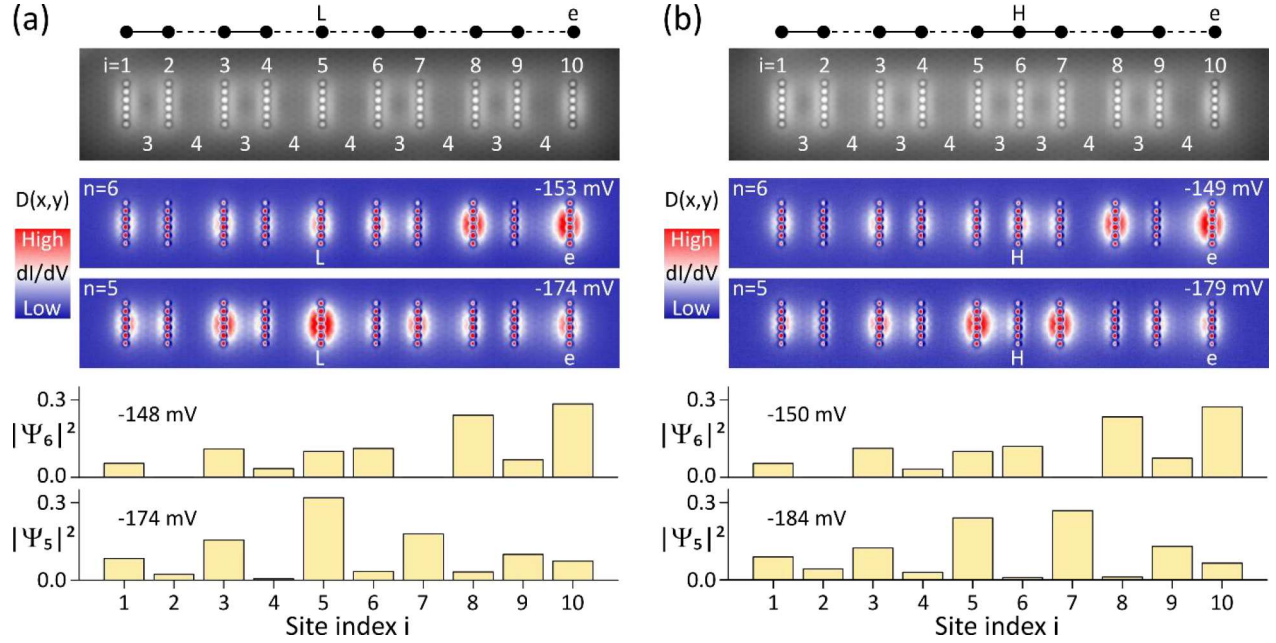 (a)
L
e
i=1 2 3 4 5 6 7 8 9 10
3 4 3 4 4 3 4 3 4
D(x,y)
High
dI/dV
Low
n=6
-153 mV
L
e
n=5
-174 mV
L
e
0.3
-148 mV
|Ψ₆|²
0.0
0.3
-174 mV
|Ψ₅|²
0.0
1 2 3 4 5 6 7 8 9 10
Site index i
(b)
H
e
i=1 2 3 4 5 6 7 8 9 10
3 4 3 4 3 3 4 3 4
D(x,y)
High
dI/dV
Low
n=6
-149 mV
H
e
n=5
-179 mV
H
e
0.3
-150 mV
|Ψ₆|²
0.0
0.3
-184 mV
|Ψ₅|²
0.0
1 2 3 4 5 6 7 8 9 10
Site index i